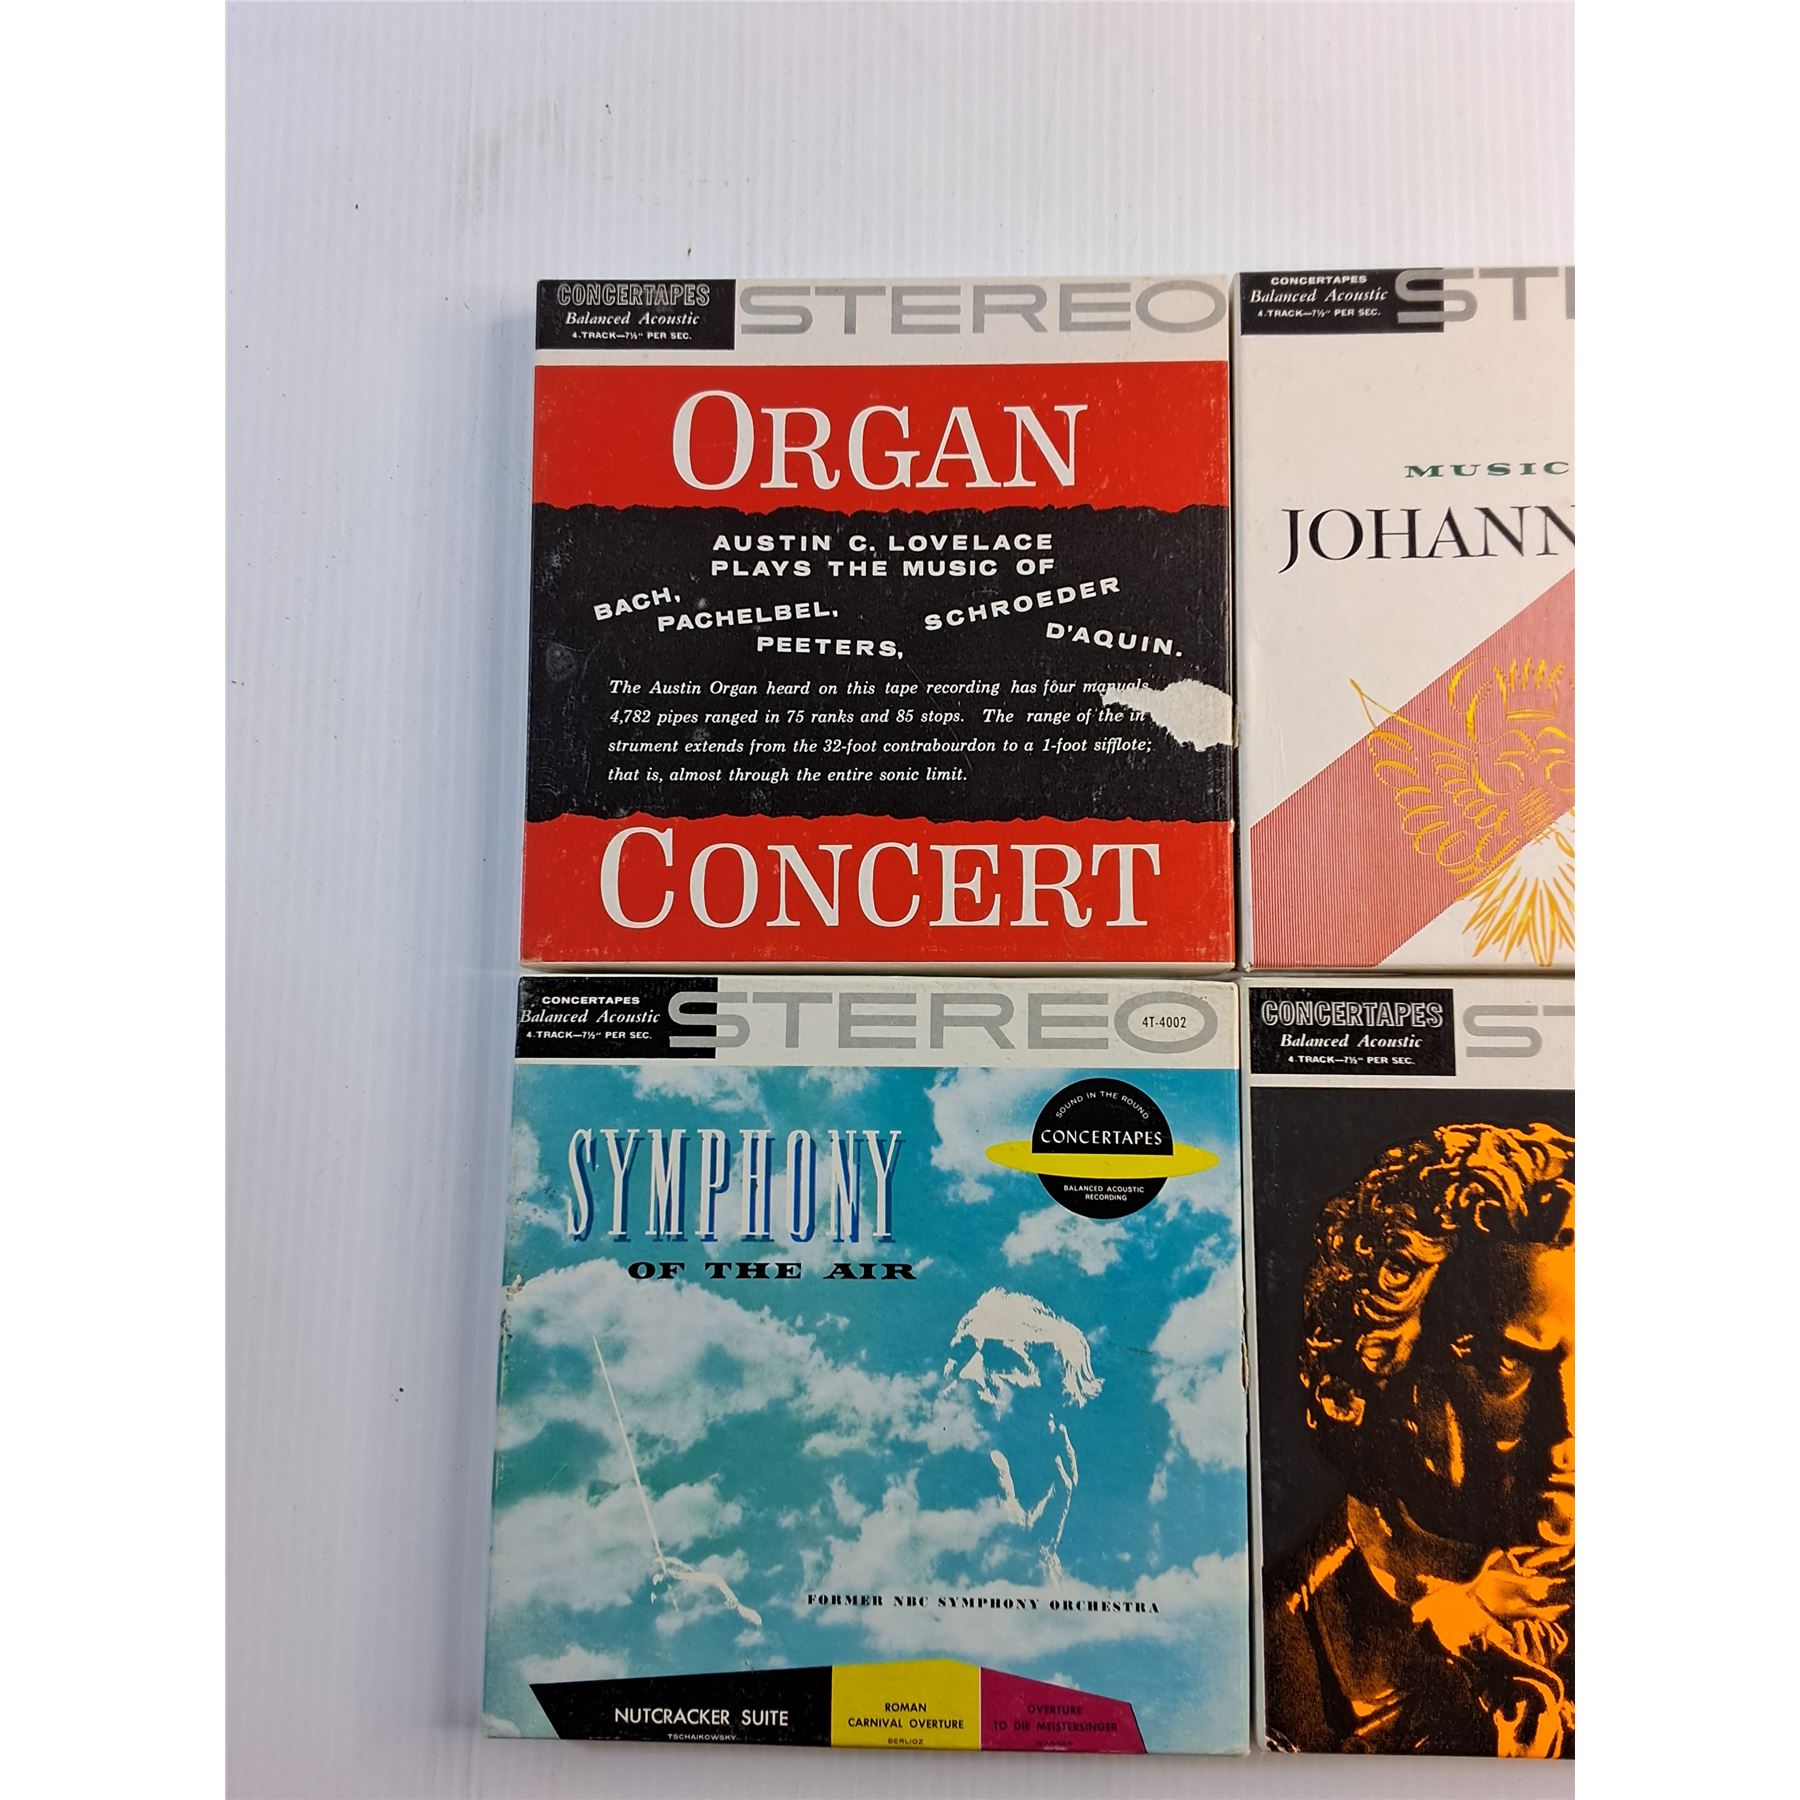 CONCERTAPES
Balanced Acoustic
4-TRACK—7½" PER SEC.
STEREO
ORGAN
AUSTIN C. LOVELACE
PLAYS THE MUSIC OF
BACH,
PACHELBEL,
SCHROEDER
PEETERS,
D'AQUIN.
The Austin Organ heard on this tape recording has four manuals
4,782 pipes ranged in 75 ranks and 85 stops. The range of the in
strument extends from the 32-foot contrabourdon to a 1-foot sifflote;
that is, almost through the entire sonic limit.
CONCERT
CONCERTAPES
Balanced Acoustic
4-TRACK—7½" PER SEC.
ST
MUSIC
JOHANN
CONCERTAPES
Balanced Acoustic
4-TRACK—7½" PER SEC.
STEREO
4T-4002
SOUND IN THE ROUND
CONCERTAPES
BALANCED ACOUSTIC
RECORDING
SYMPHONY
OF THE AIR
FORMER NBC SYMPHONY ORCHESTRA
NUTCRACKER SUITE
TSCHAIKOWSKY
ROMAN
CARNIVAL OVERTURE
BERLIOZ
OVERTURE
TO DIE MEISTERSINGER
WAGNER
CONCERTAPES
Balanced Acoustic
4-TRACK—7½" PER SEC.
ST